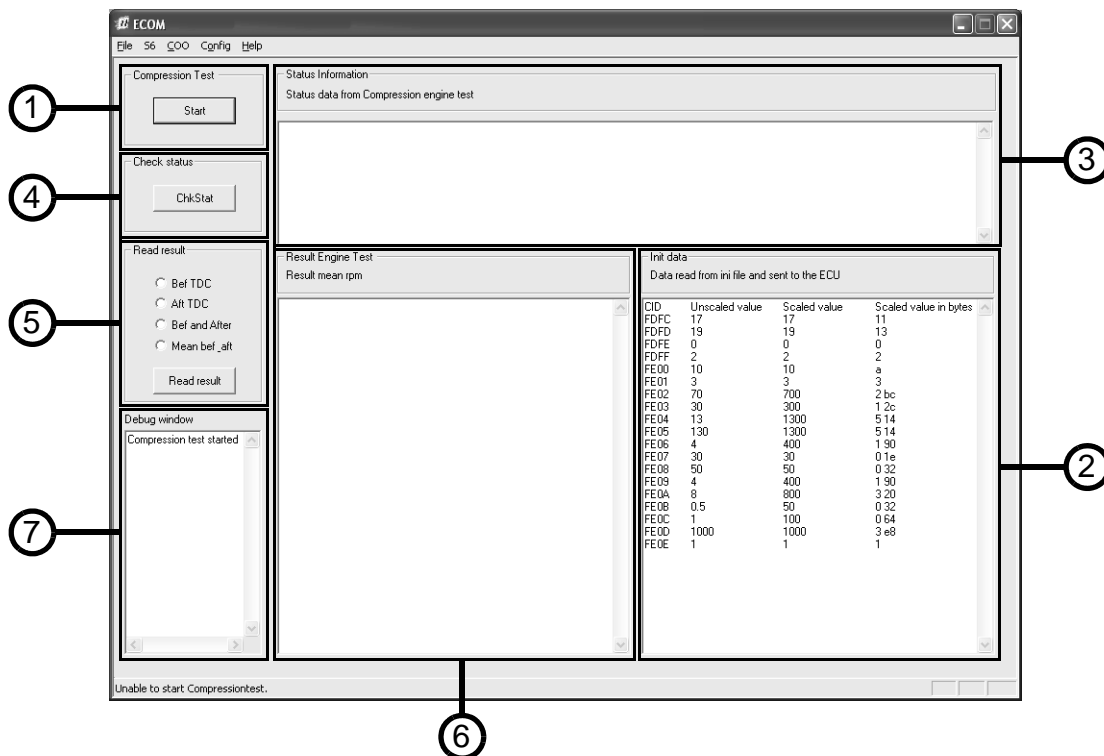 ECOM
File S6 COO Config Help
Compression Test
Start
Check status
ChkStat
Read result
Bef TDC
Aft TDC
Bef and After
Mean bef_aft
Read result
Debug window
Compression test started
Status Information
Status data from Compression engine test
Result Engine Test
Result mean rpm
Init data
Data read from ini file and sent to the ECU
CID Unscaled value Scaled value Scaled value in bytes
FDFC 17 17 11
FDFD 19 19 13
FDFE 0 0 0
FDFF 2 2 2
FE00 10 10 a
FE01 3 3 3
FE02 70 700 2 bc
FE03 30 300 1 2c
FE04 13 1300 5 14
FE05 130 1300 5 14
FE06 4 400 1 90
FE07 30 30 0 1e
FE08 50 50 0 32
FE09 4 400 1 90
FE0A 8 800 3 20
FE0B 0.5 50 0 32
FE0C 1 100 0 64
FE0D 1000 1000 3 e8
FE0E 1 1 1
Unable to start Compressiontest.
1
4
5
7
3
2
6